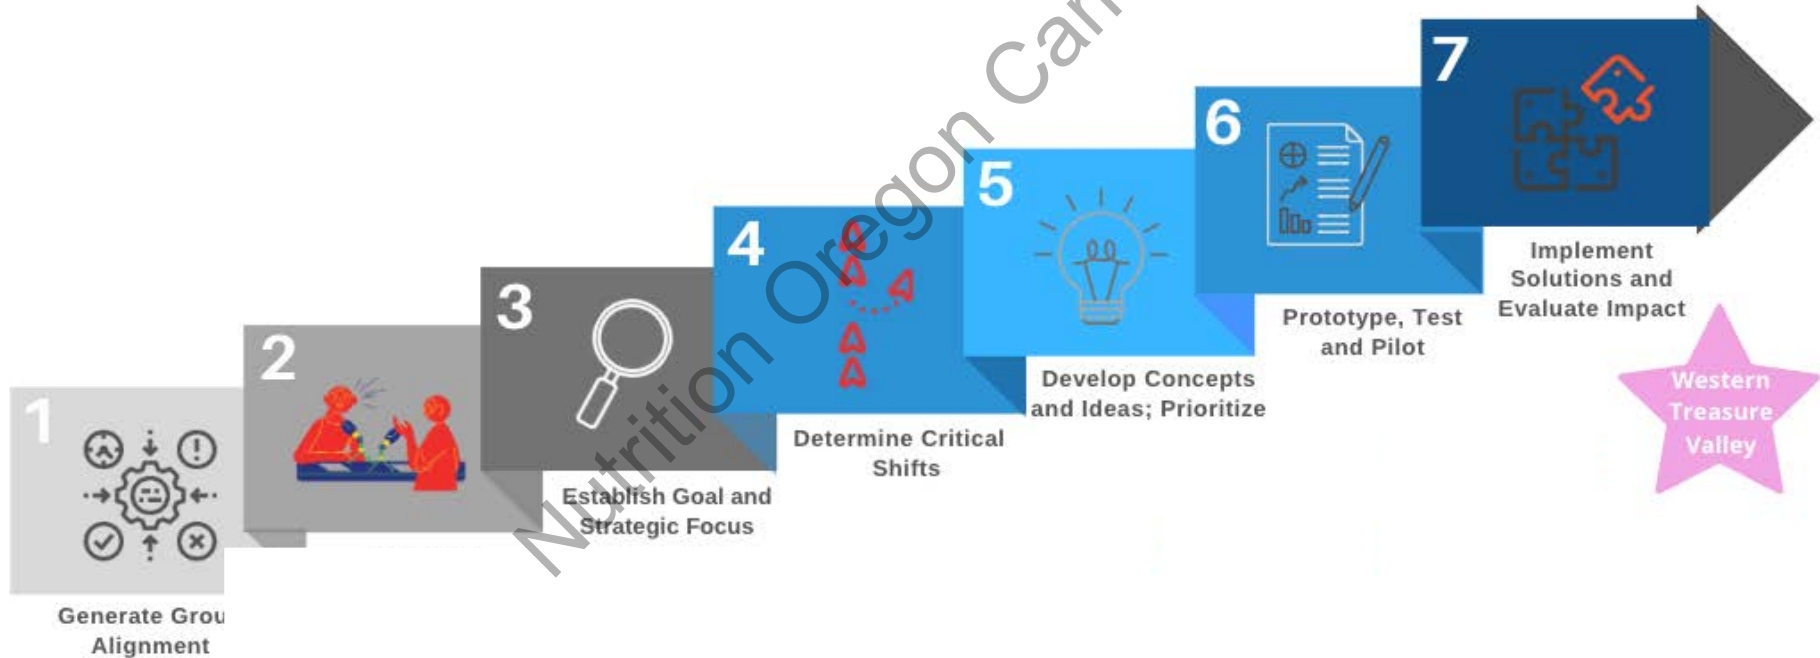 1
Generate Grou
Alignment
2
3
Establish Goal and
Strategic Focus
4
Determine Critical
Shifts
5
Develop Concepts
and Ideas; Prioritize
6
Prototype, Test
and Pilot
7
Implement
Solutions and
Evaluate Impact
Western
Treasure
Valley
Nutrition Oregon Cam